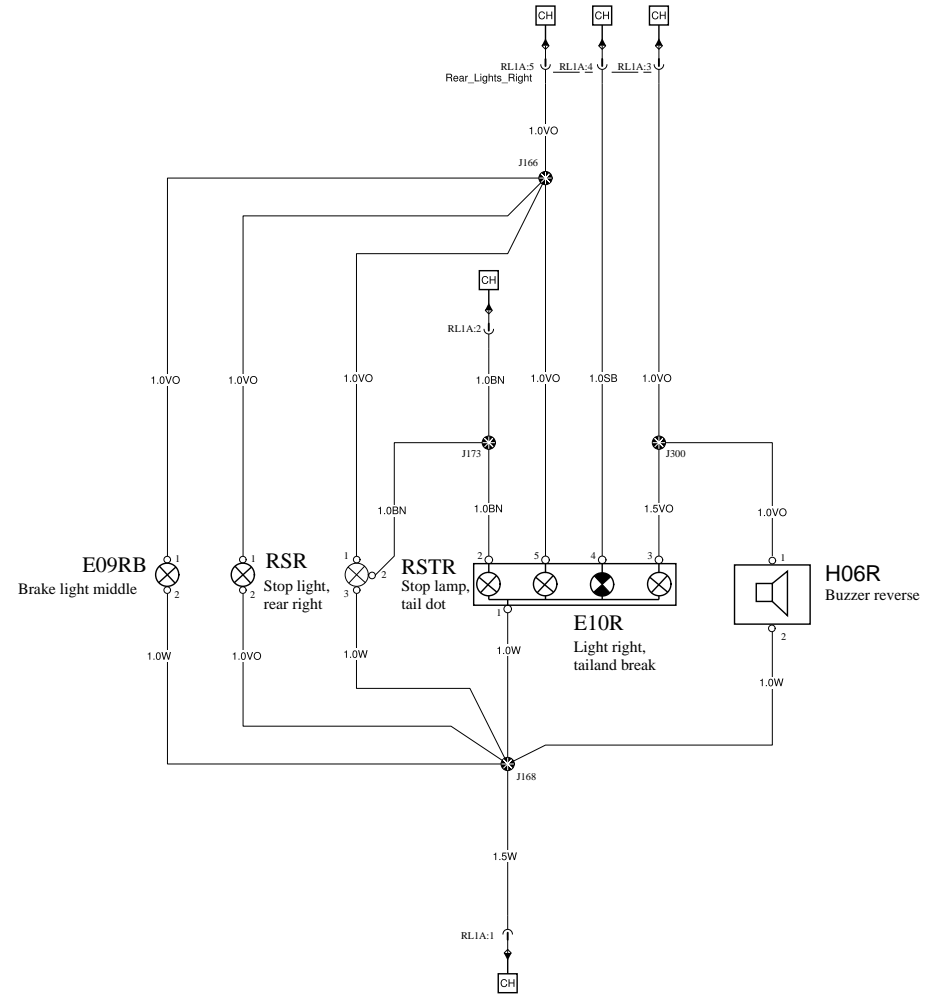 CH
CH
CH
RL1A:5
RL1A:4
RL1A:3
Rear_Lights_Right
1.0VO
J166
CH
RL1A:2
1.0VO
1.0VO
1.0VO
1.0BN
1.0VO
1.0SB
1.0VO
J173
J300
1.0BN
1.0BN
1.5VO
1.0VO
1
1
1
2
5
4
3
1
E09RB
Brake light middle
RSR
Stop light,
rear right
2
RSTR
Stop lamp,
tail dot
H06R
Buzzer reverse
2
2
3
1
E10R
Light right,
tailand break
2
1.0W
1.0VO
1.0W
1.0W
1.0W
J168
1.5W
RL1A:1
CH